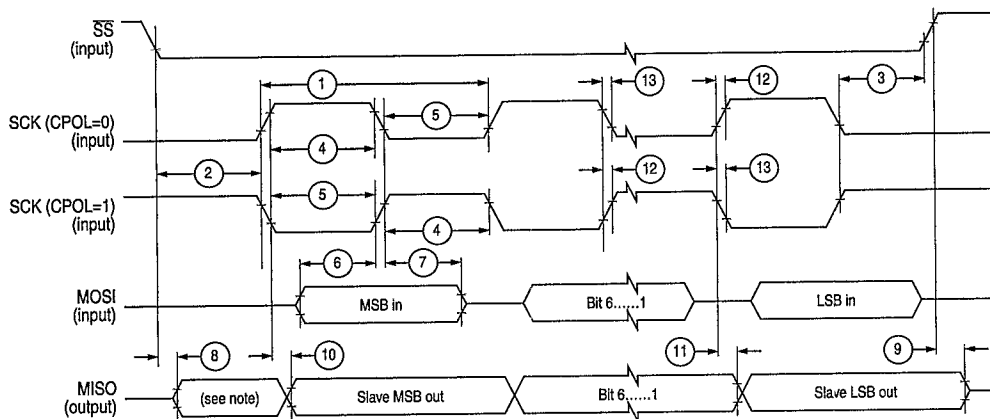 SS
(input)
1
13
12
3
SCK (CPOL=0)
(input)
5
4
2
5
12
13
SCK (CPOL=1)
(input)
4
6
7
MOSI
(input)
MSB in
Bit 6......1
LSB in
8
10
11
9
MISO
(output)
(see note)
Slave MSB out
Bit 6......1
Slave LSB out